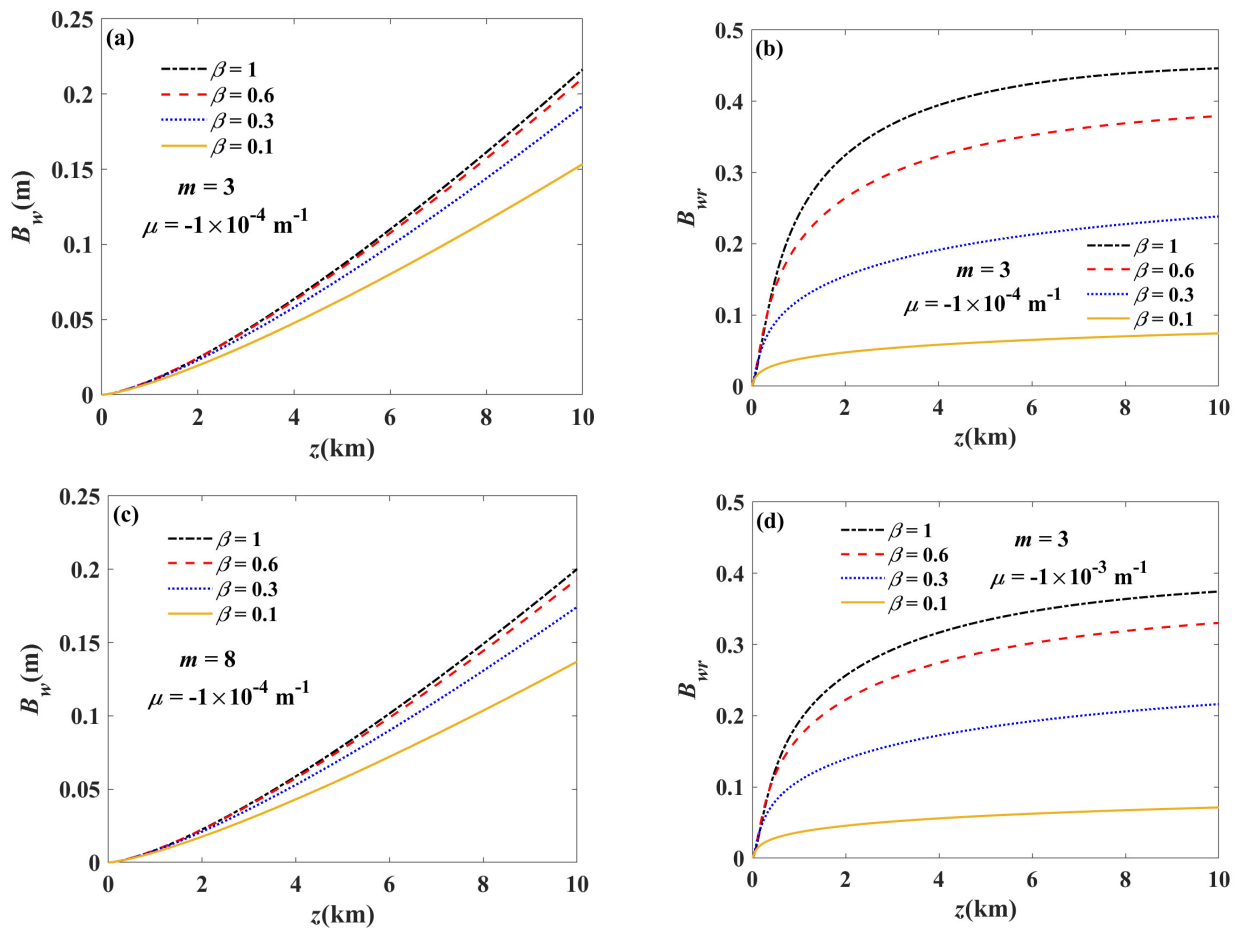 (a)
β = 1
β = 0.6
β = 0.3
β = 0.1
m = 3
μ = -1×10⁻⁴ m⁻¹
0.25
0.2
0.15
0.1
0.05
0
B_w(m)
0 2 4 6 8 10
z(km)
(b)
0.5
0.4
0.3
0.2
0.1
0
B_wr
m = 3
μ = -1×10⁻⁴ m⁻¹
β = 1
β = 0.6
β = 0.3
β = 0.1
0 2 4 6 8 10
z(km)
(c)
β = 1
β = 0.6
β = 0.3
β = 0.1
m = 8
μ = -1×10⁻⁴ m⁻¹
0.25
0.2
0.15
0.1
0.05
0
B_w(m)
0 2 4 6 8 10
z(km)
(d)
β = 1
β = 0.6
β = 0.3
β = 0.1
m = 3
μ = -1×10⁻³ m⁻¹
0.5
0.4
0.3
0.2
0.1
0
B_wr
0 2 4 6 8 10
z(km)